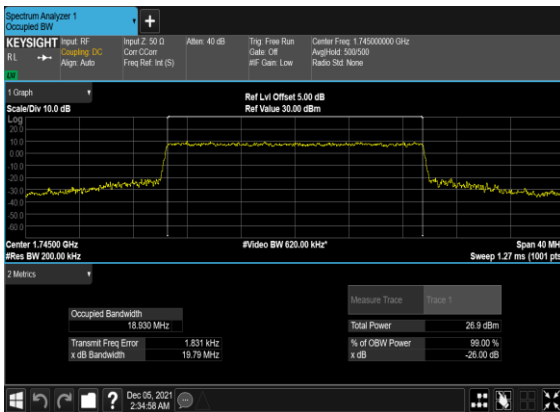 Spectrum Analyzer 1
Occupied BW
+
KEYSIGHT Input: RF Input Z: 50 Ω Atten: 40 dB Trig: Free Run Center Freq: 1.745000000 GHz
RL Coupling: DC Corr CCorr Gate: Off Avg|Hold: 500/500
Align: Auto Freq Ref: Int (S) #IF Gain: Low Radio Std: None
LV
1 Graph
Ref Lvl Offset 5.00 dB
Scale/Div 10.0 dB Ref Value 30.00 dBm
Log
20.0
10.0
0.00
-10.0
-20.0
-30.0
-40.0
-50.0
-60.0
Center 1.74500 GHz #Video BW 620.00 kHz* Span 40 MH
#Res BW 200.00 kHz Sweep 1.27 ms (1001 pts
2 Metrics
Measure Trace Trace 1
Occupied Bandwidth
18.930 MHz Total Power 26.9 dBm
Transmit Freq Error 1.831 kHz % of OBW Power 99.00 %
x dB Bandwidth 19.79 MHz x dB -26.00 dB
? Dec 05, 2021
2:34:58 AM